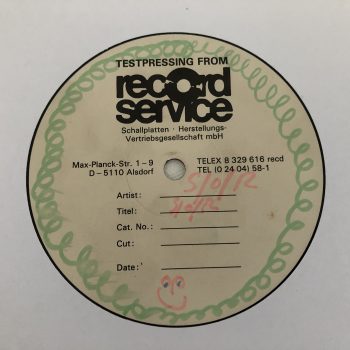 TESTPRESSING FROM
record
service
Schallplatten · Herstellungs-
Vertriebsgesellschaft mbH
Max-Planck-Str. 1 – 9 TELEX 8 329 616 recd
D – 5110 Alsdorf TEL (0 24 04) 58-1
Artist:
Titel:
Cat. No.:
Cut:
Date: